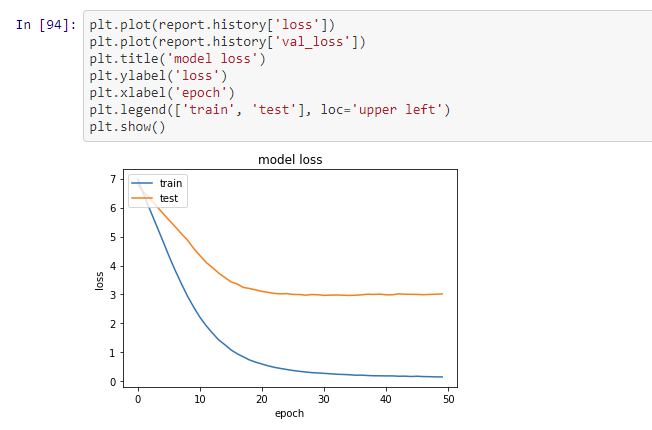 In [94]:
plt.plot(report.history['loss'])
plt.plot(report.history['val_loss'])
plt.title('model loss')
plt.ylabel('loss')
plt.xlabel('epoch')
plt.legend(['train', 'test'], loc='upper left')
plt.show()
model loss
train
test
7
6
5
4
3
2
1
0
loss
0 10 20 30 40 50
epoch